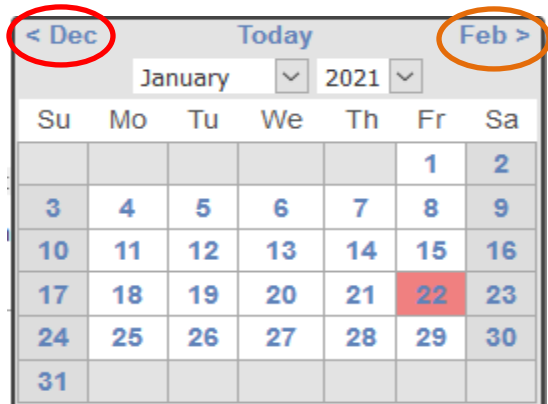 < Dec Today Feb >
January 2021
Su Mo Tu We Th Fr Sa
1 2
3 4 5 6 7 8 9
10 11 12 13 14 15 16
17 18 19 20 21 22 23
24 25 26 27 28 29 30
31